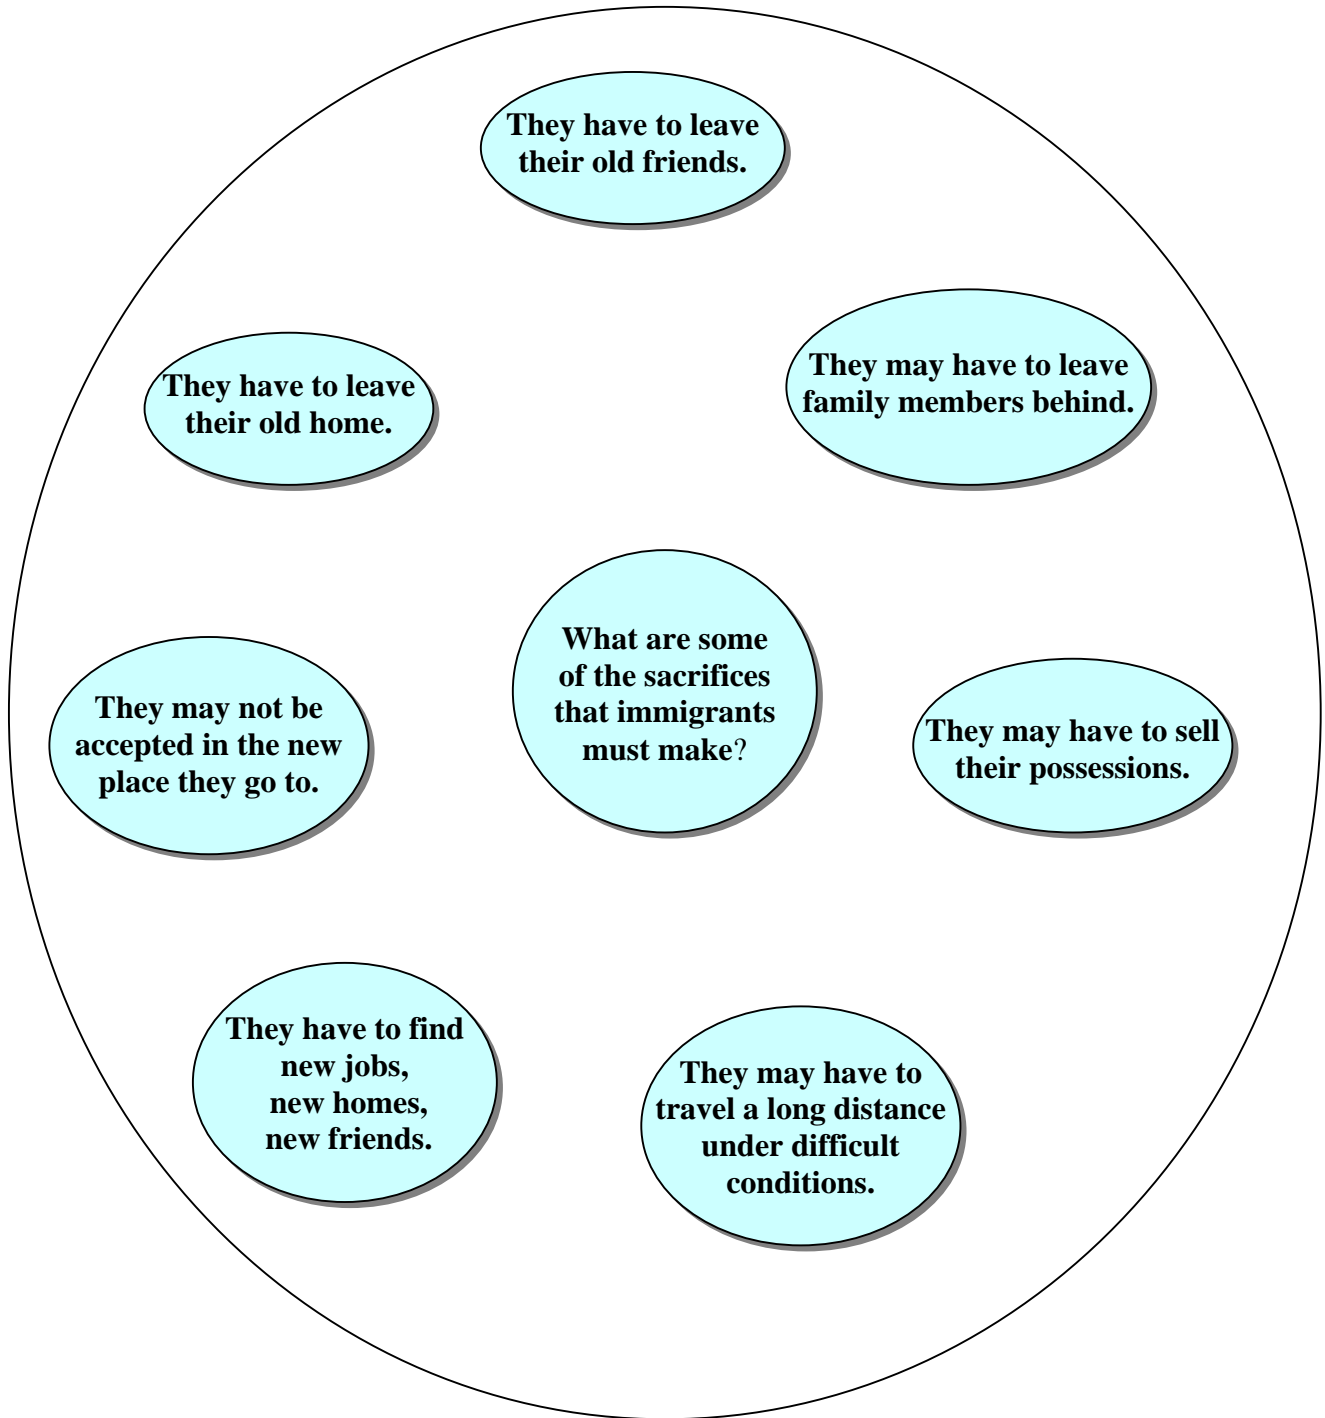 They have to leave
their old friends.
They may have to leave
family members behind.
They have to leave
their old home.
What are some
of the sacrifices
that immigrants
must make?
They may not be
accepted in the new
place they go to.
They may have to sell
their possessions.
They have to find
new jobs,
new homes,
new friends.
They may have to
travel a long distance
under difficult
conditions.